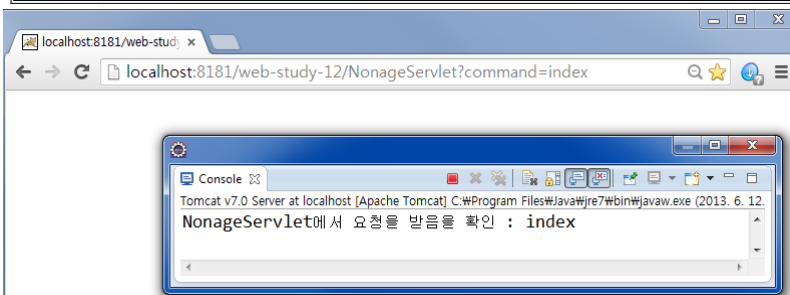 localhost:8181/web-stud
localhost:8181/web-study-12/NonageServlet?command=index
Console
Tomcat v7.0 Server at localhost [Apache Tomcat] C:₩Program Files₩Java₩jre7₩bin₩javaw.exe (2013. 6. 12.
NonageServlet에서 요청을 받음을 확인 : index